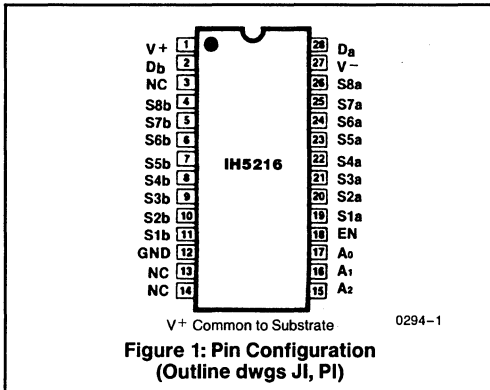 V+ 1 28 Da
Db 2 27 V−
NC 3 26 S8a
S8b 4 25 S7a
S7b 5 24 S6a
S6b 6 23 S5a
S5b 7 IH5216 22 S4a
S4b 8 21 S3a
S3b 9 20 S2a
S2b 10 19 S1a
S1b 11 18 EN
GND 12 17 A0
NC 13 16 A1
NC 14 15 A2
V+ Common to Substrate 0294–1
Figure 1: Pin Configuration
(Outline dwgs JI, PI)